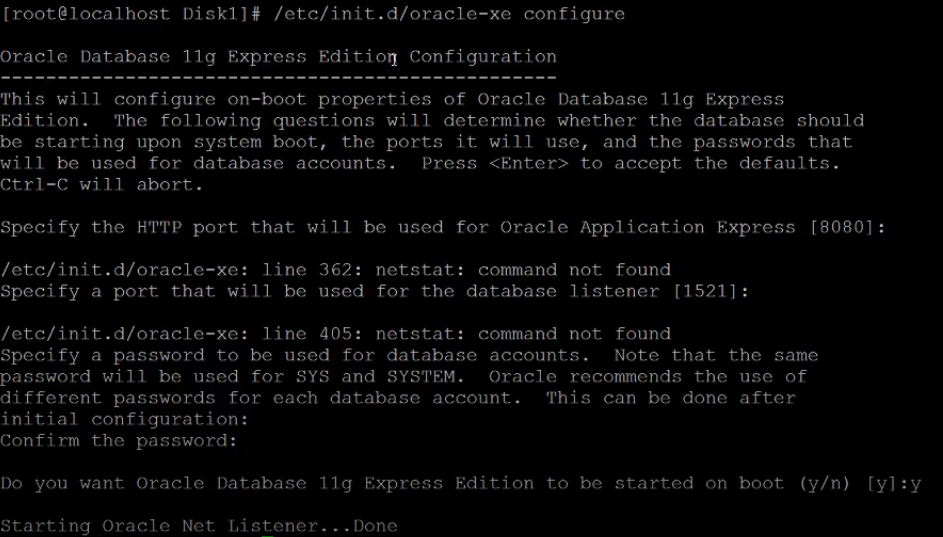 [root@localhost Disk1]# /etc/init.d/oracle-xe configure
Oracle Database 11g Express Edition Configuration
-------------------------------------------------
This will configure on-boot properties of Oracle Database 11g Express
Edition.  The following questions will determine whether the database should
be starting upon system boot, the ports it will use, and the passwords that
will be used for database accounts.  Press <Enter> to accept the defaults.
Ctrl-C will abort.
Specify the HTTP port that will be used for Oracle Application Express [8080]:
/etc/init.d/oracle-xe: line 362: netstat: command not found
Specify a port that will be used for the database listener [1521]:
/etc/init.d/oracle-xe: line 405: netstat: command not found
Specify a password to be used for database accounts.  Note that the same
password will be used for SYS and SYSTEM.  Oracle recommends the use of
different passwords for each database account.  This can be done after
initial configuration:
Confirm the password:
Do you want Oracle Database 11g Express Edition to be started on boot (y/n) [y]:y
Starting Oracle Net Listener...Done